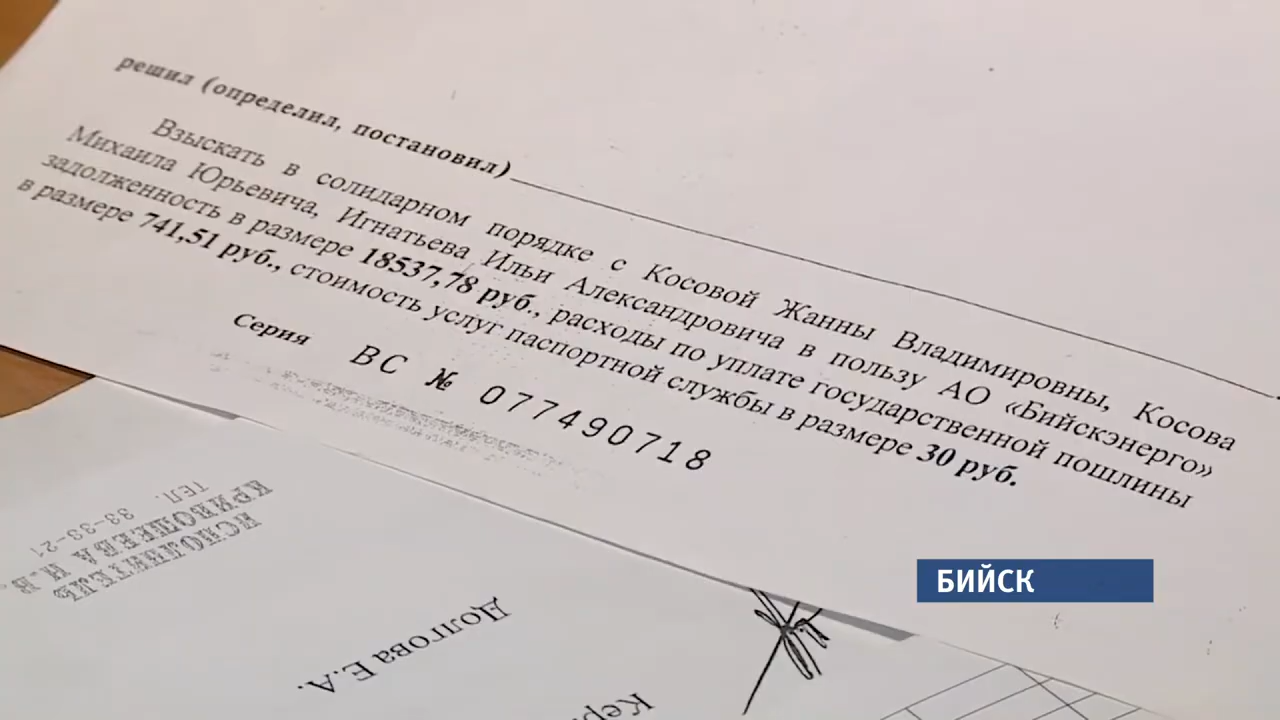 решил (определил, постановил)
Взыскать в солидарном порядке с Косовой Жанны Владимировны, Косова
Михаила Юрьевича, Игнатьева Ильи Александровича в пользу АО «Бийскэнерго»
задолженность в размере 18537,78 руб., расходы по уплате государственной пошлины
в размере 741,51 руб., стоимость услуг паспортной службы в размере 30 руб.
Серия ВС № 077490718
БИЙСК
ИСПОЛНИТЕЛЬ
КРИВОШЕЕВА И.В.
ТЕЛ. 33-33-21
Долгова Е.А.